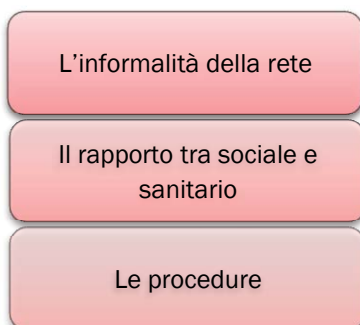 L’informalità della rete
Il rapporto tra sociale e
sanitario
Le procedure